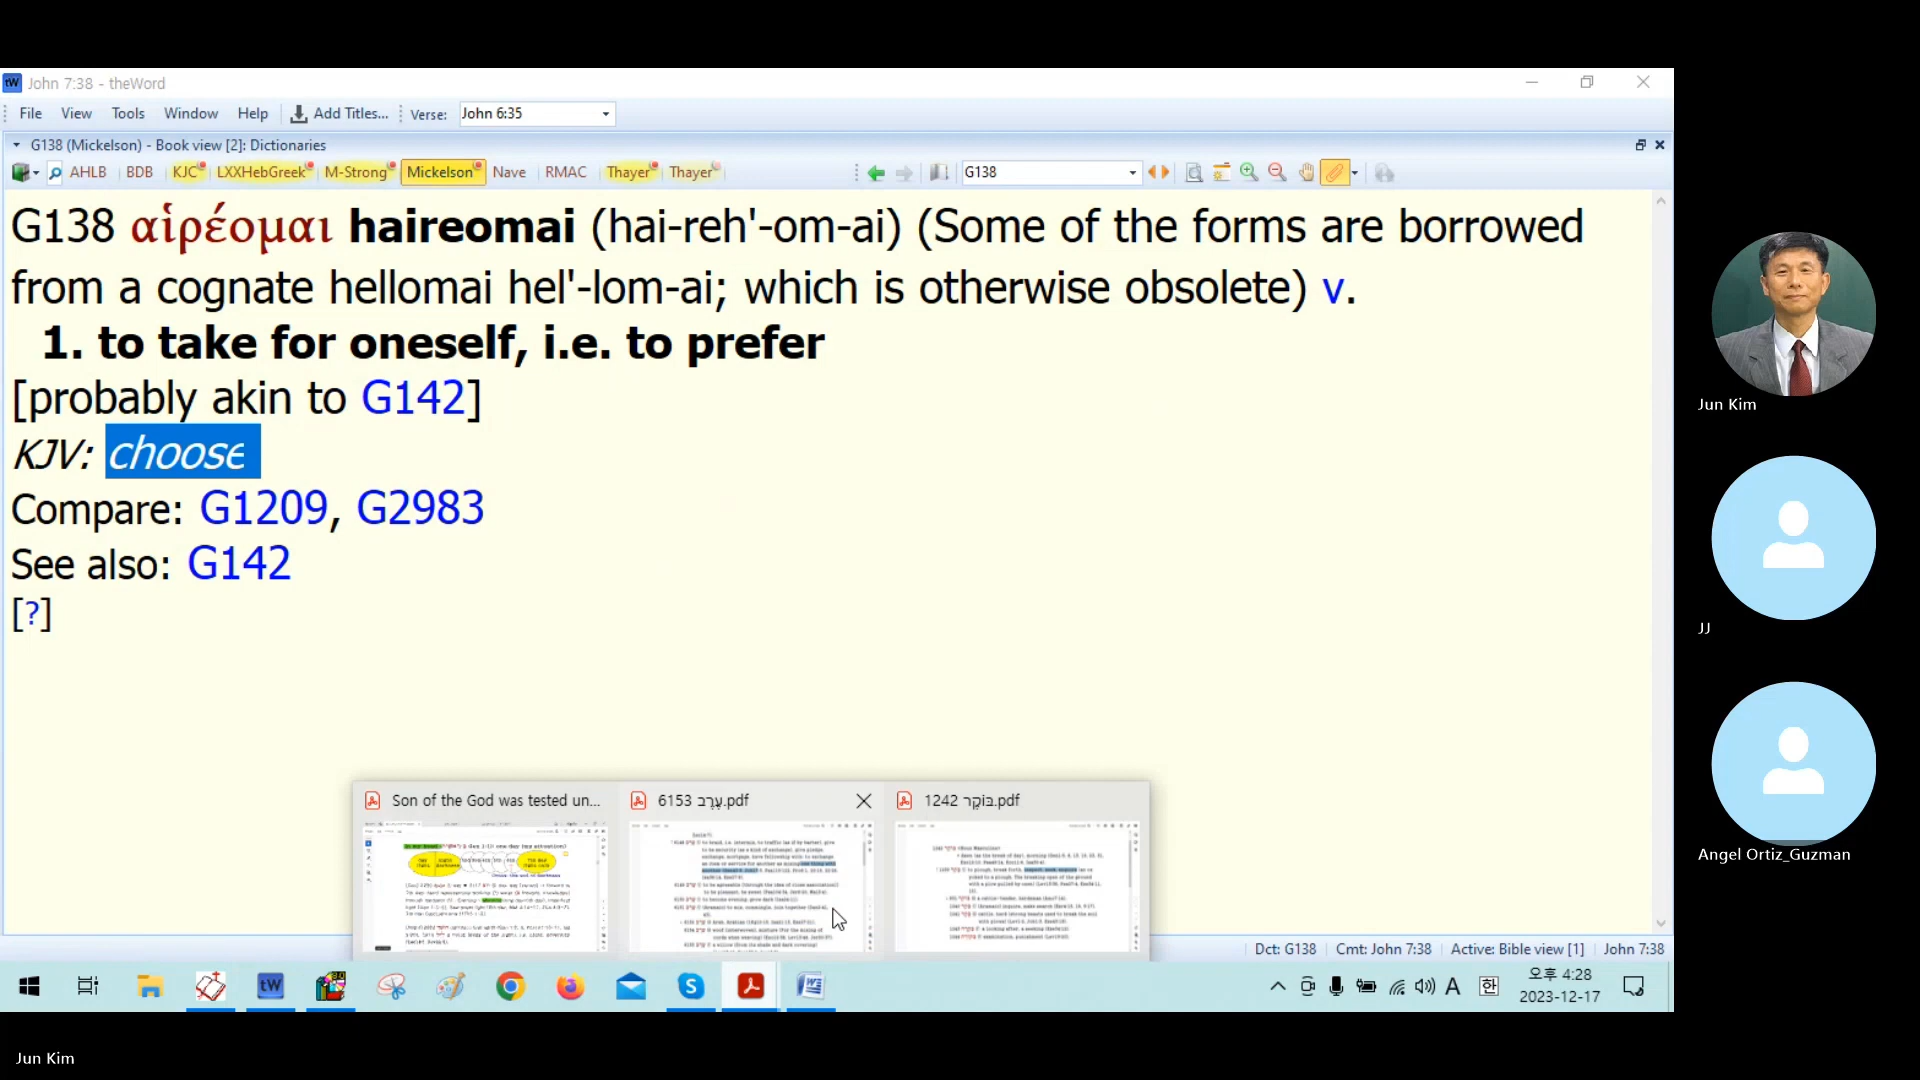 John 7:38 - theWord
File View Tools Window Help Add Titles... Verse: John 6:35
G138 (Mickelson) - Book view [2]: Dictionaries
AHLB BDB KJC LXXHebGreek M-Strong Mickelson Nave RMAC Thayer Thayer G138
G138 αἱρέομαι haireomai (hai-reh'-om-ai) (Some of the forms are borrowed
from a cognate hellomai hel'-lom-ai; which is otherwise obsolete) v.
1. to take for oneself, i.e. to prefer
[probably akin to G142]
KJV: choose
Compare: G1209, G2983
See also: G142
[?]
Son of the God was tested un...
6153 עֶרֶב.pdf
1242 בּוֹקֶר.pdf
Dct: G138 Cmt: John 7:38 Active: Bible view [1] John 7:38
A 한 오후 4:28
2023-12-17
Jun Kim
JJ
Angel Ortiz_Guzman
Jun Kim